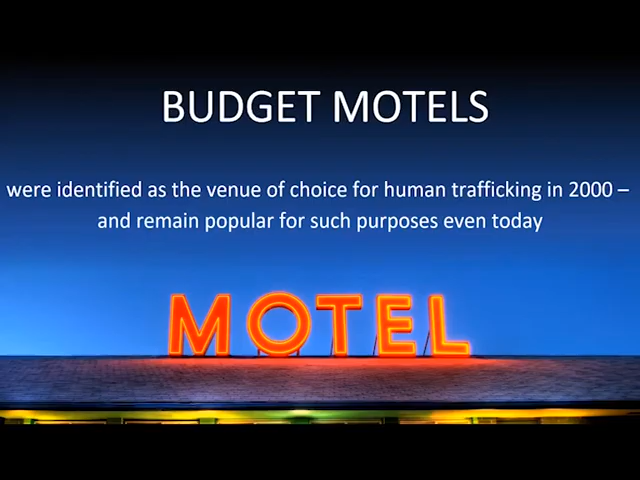 BUDGET MOTELS
were identified as the venue of choice for human trafficking in 2000 –
and remain popular for such purposes even today
MOTEL